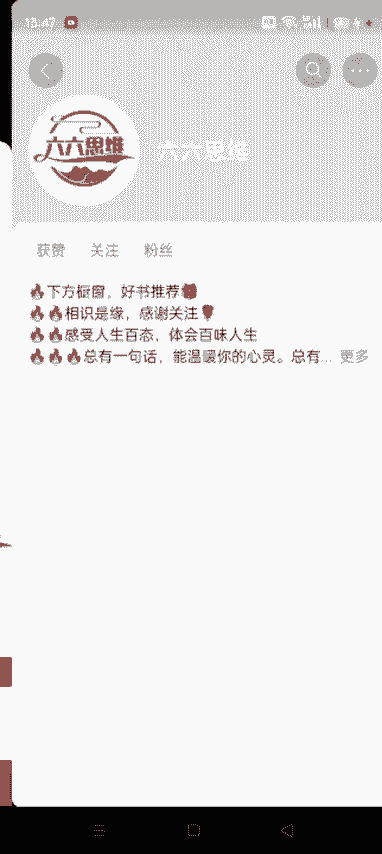 13:47
六六思维
六六思维
获赞 关注 粉丝
🔥下方橱窗，好书推荐
🔥🔥相识是缘，感谢关注🌹
🔥🔥感受人生百态，体会百味人生
🔥🔥🔥总有一句话，能温暖你的心灵。总有... 更多